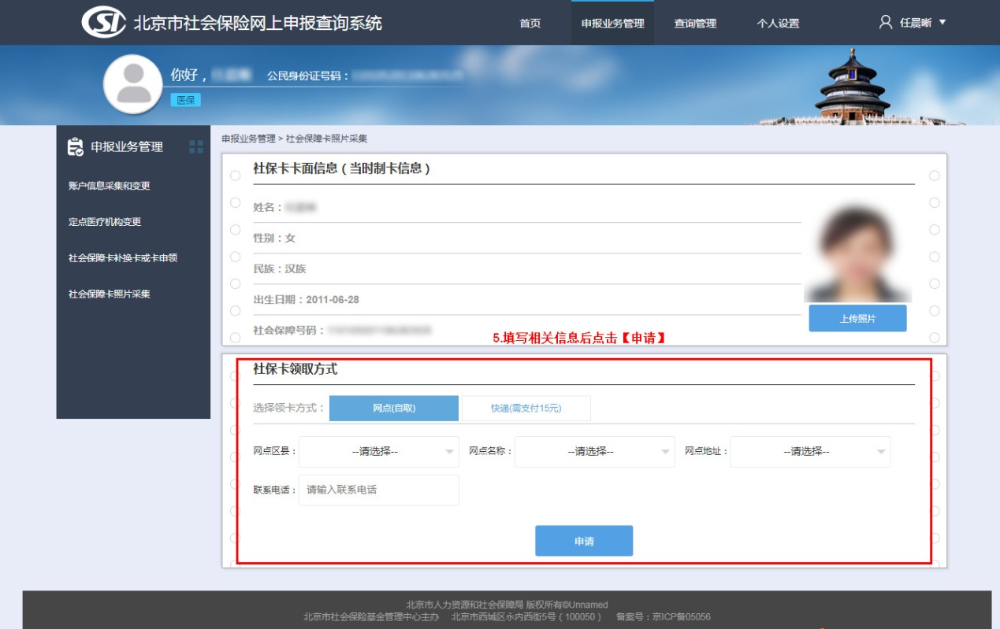 SI 北京市社会保险网上申报查询系统 首页 申报业务管理 查询管理 个人设置 任晨晰
你好， 公民身份证号码：
医保
申报业务管理
账户信息采集和变更
定点医疗机构变更
社会保障卡补换卡或卡申领
社会保障卡照片采集
申报业务管理 > 社会保障卡照片采集
社保卡卡面信息（当时制卡信息）
姓名：
性别：女
民族：汉族
出生日期：2011-06-28
社会保障号码：
上传照片
5.填写相关信息后点击【申请】
社保卡领取方式
选择领卡方式： 网点(自取) 快递(需支付15元)
网点区县： --请选择-- 网点名称： --请选择-- 网点地址： --请选择--
联系电话： 请输入联系电话
申请
北京市人力资源和社会保障局 版权所有©Unnamed
北京市社会保险基金管理中心主办 北京市西城区永内西街5号（100050） 备案号：京ICP备05056